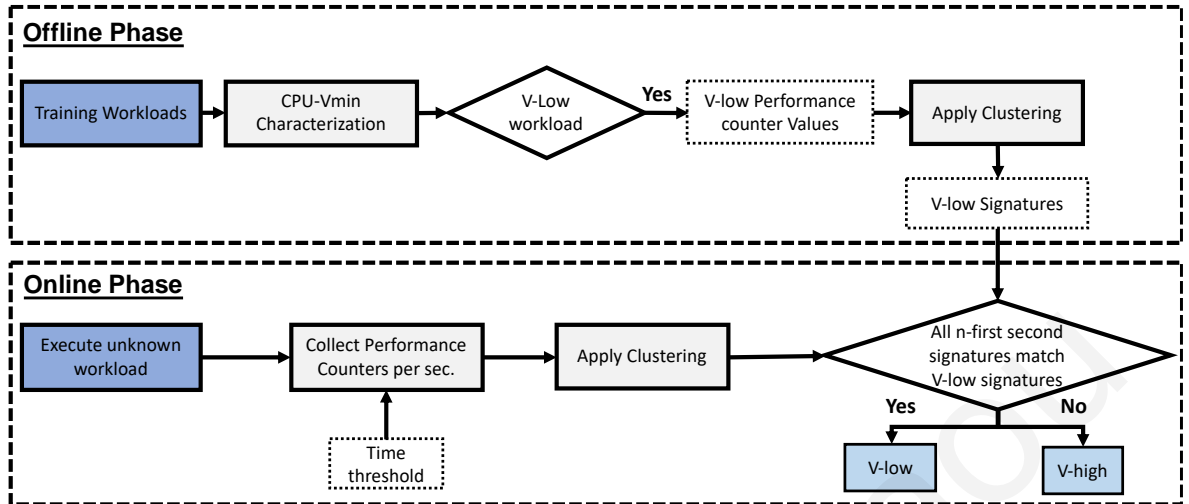 Offline Phase
Training Workloads
CPU-Vmin
Characterization
V-Low
workload
Yes
V-low Performance
counter Values
Apply Clustering
V-low Signatures
Online Phase
Execute unknown
workload
Collect Performance
Counters per sec.
Time
threshold
Apply Clustering
All n-first second
signatures match
V-low signatures
Yes
No
V-low
V-high